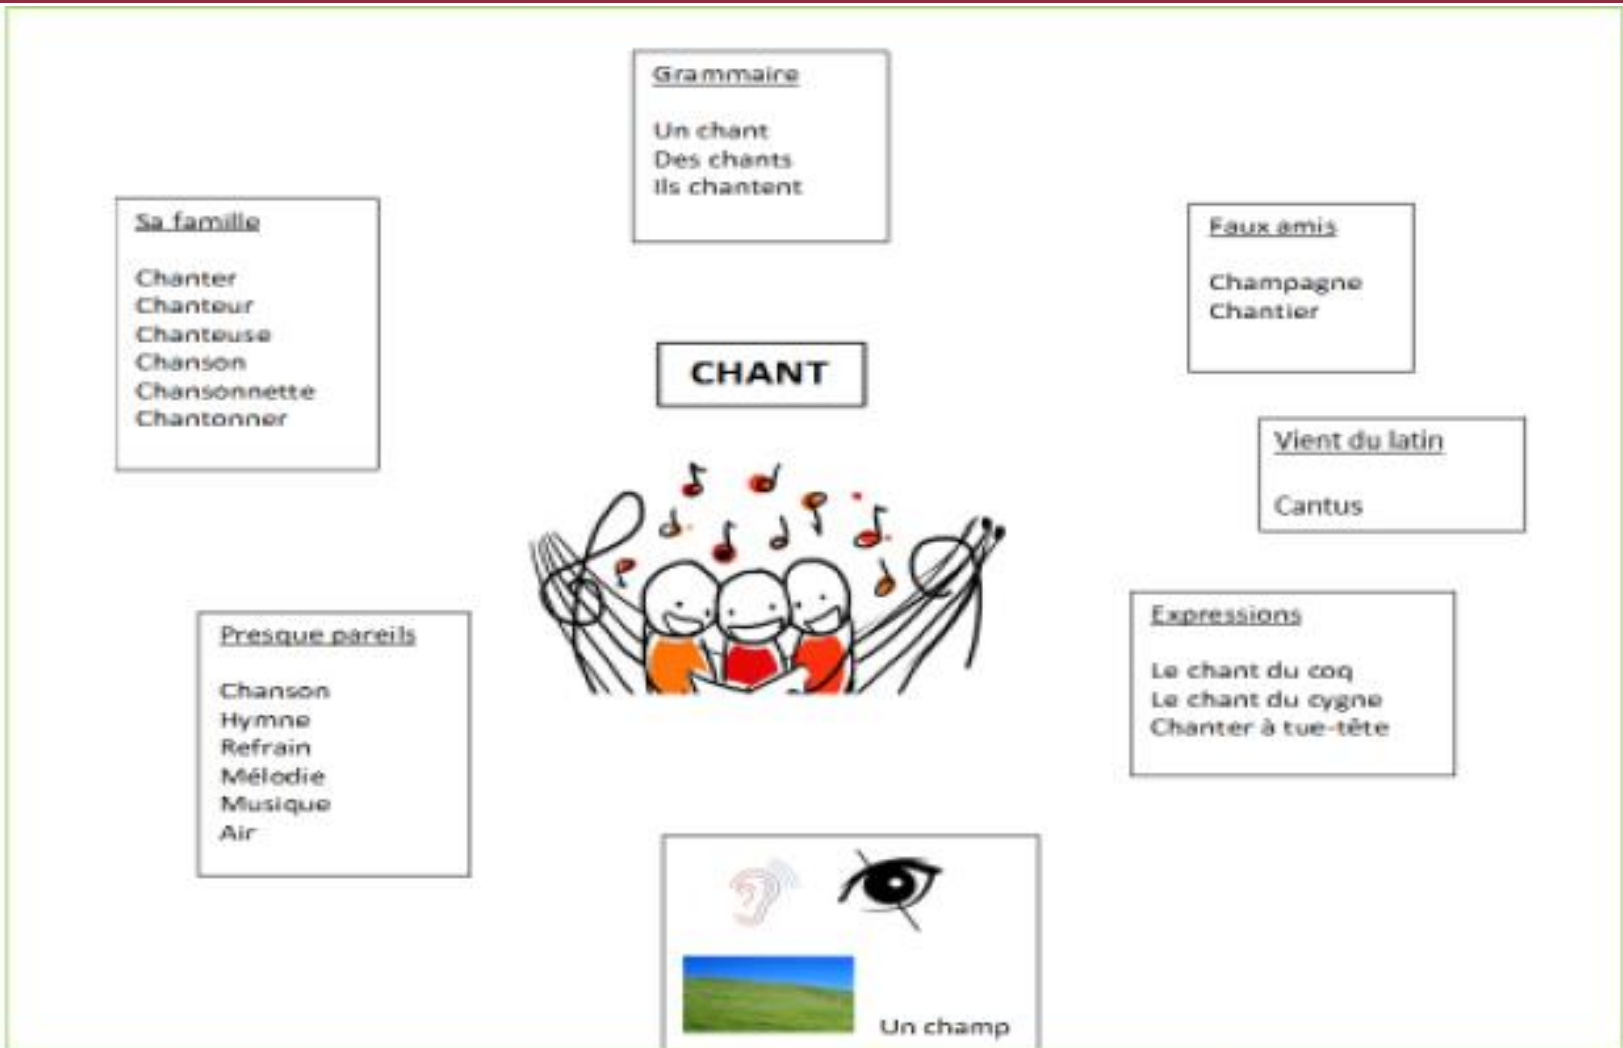 Grammaire
Un chant
Des chants
Ils chantent
Sa famille
Chanter
Chanteur
Chanteuse
Chanson
Chansonnette
Chantonner
Faux amis
Champagne
Chantier
CHANT
Vient du latin
Cantus
Presque pareils
Chanson
Hymne
Refrain
Mélodie
Musique
Air
Expressions
Le chant du coq
Le chant du cygne
Chanter à tue-tête
Un champ